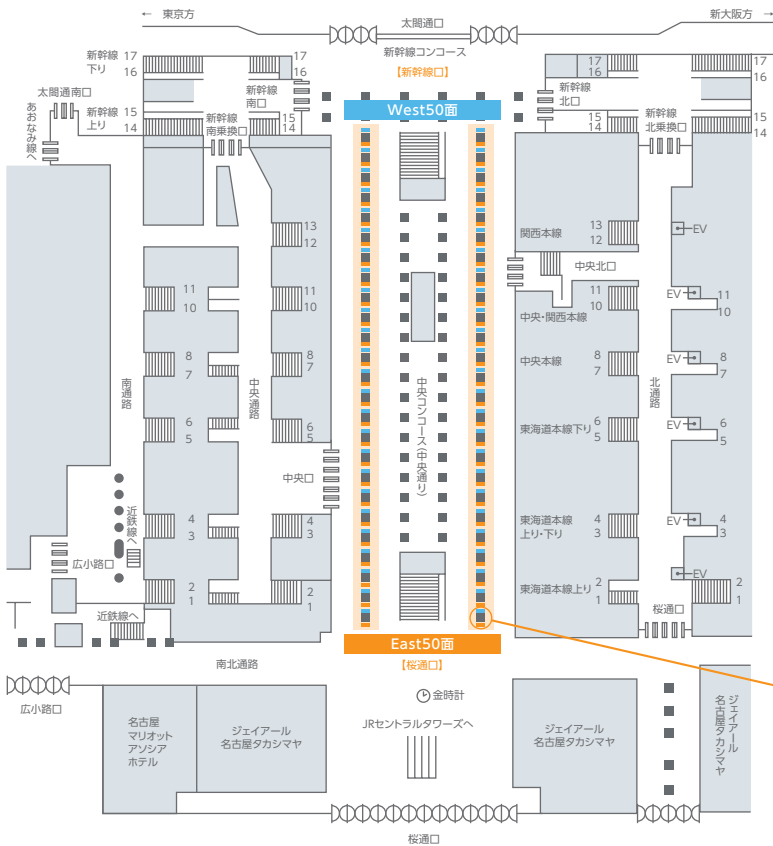 ← 東京方
太閤通口
新大阪方 →
新幹線コンコース
【新幹線口】
新幹線
下り
17
16
17
16
新幹線
南口
太閤通南口
あおなみ線へ
新幹線
上り
15
14
新幹線
南乗換口
15
14
West50面
17
16
新幹線
北口
15
14
新幹線
北乗換口
17
16
15
14
13
12
11
10
11
10
8
7
8
7
6
5
6
5
4
3
4
3
2
1
2
1
南通路
中央通路
中央口
近鉄線へ
広小路口
近鉄線へ
中央コンコース(中央通り)
関西本線
13
12
中央北口
中央・関西本線
11
10
中央本線
8
7
東海道本線下り
6
5
東海道本線
上り・下り
4
3
東海道本線上り
2
1
北通路
EV
EV
11
10
EV
8
7
EV
6
5
EV
4
3
EV
2
1
桜通口
East50面
【桜通口】
南北通路
広小路口
金時計
JRセントラルタワーズへ
名古屋
マリオット
アソシア
ホテル
ジェイアール
名古屋タカシマヤ
ジェイアール
名古屋タカシマヤ
ジェイアール
名古屋タカシマヤ
桜通口